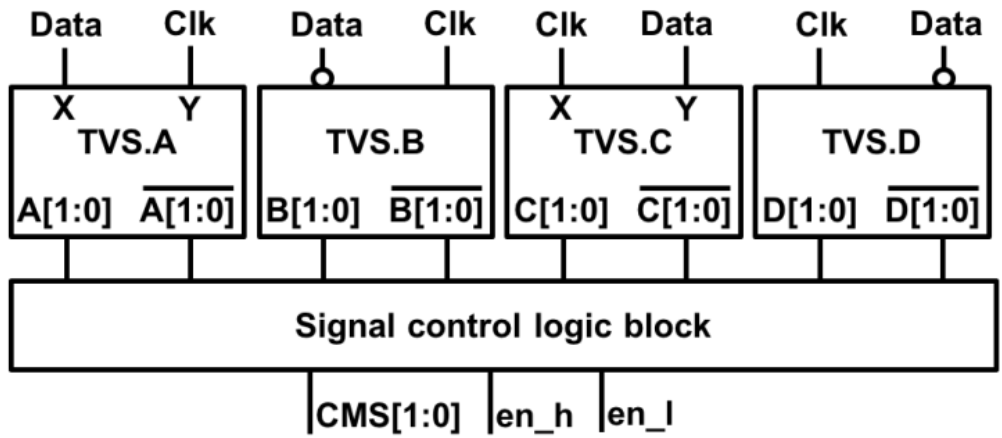 Data Clk Data Clk Clk Data Clk Data
X Y X Y
TVS.A TVS.B TVS.C TVS.D
A[1:0] A[1:0] B[1:0] B[1:0] C[1:0] C[1:0] D[1:0] D[1:0]
Signal control logic block
CMS[1:0] en_h en_l